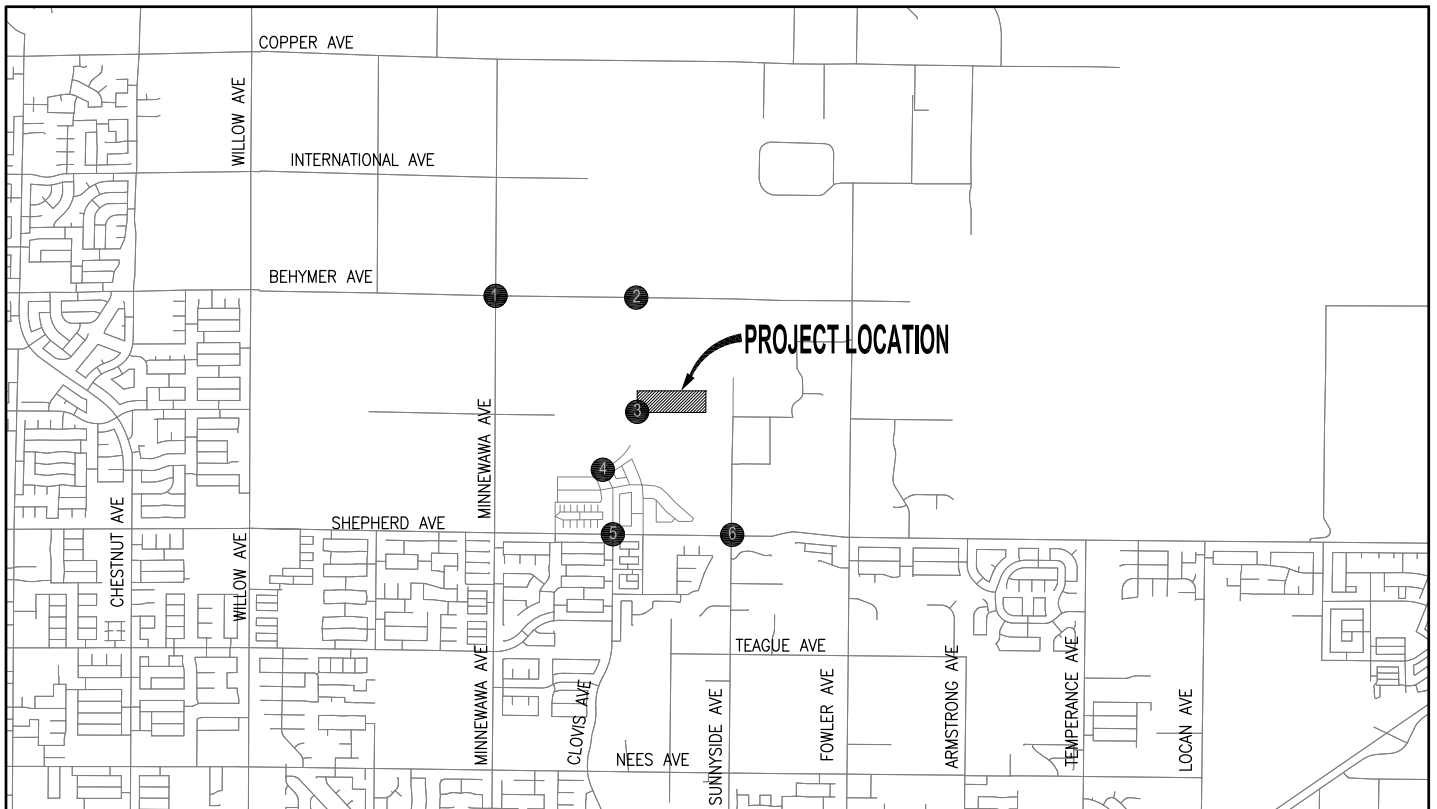 COPPER AVE
WILLOW AVE
INTERNATIONAL AVE
BEHYMER AVE
1
2
PROJECT LOCATION
3
MINNEWAWA AVE
4
CHESTNUT AVE
SHEPHERD AVE
5
6
WILLOW AVE
TEAGUE AVE
MINNEWAWA AVE
CLOVIS AVE
SUNNYSIDE AVE
FOWLER AVE
ARMSTRONG AVE
TEMPERANCE AVE
LOCAN AVE
NEES AVE